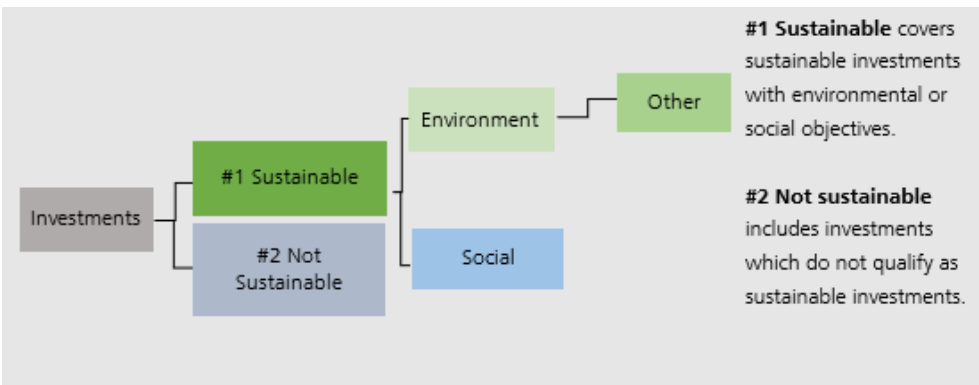 Investments
#1 Sustainable
#2 Not
Sustainable
Environment
Social
Other
#1 Sustainable covers
sustainable investments
with environmental or
social objectives.
#2 Not sustainable
includes investments
which do not qualify as
sustainable investments.